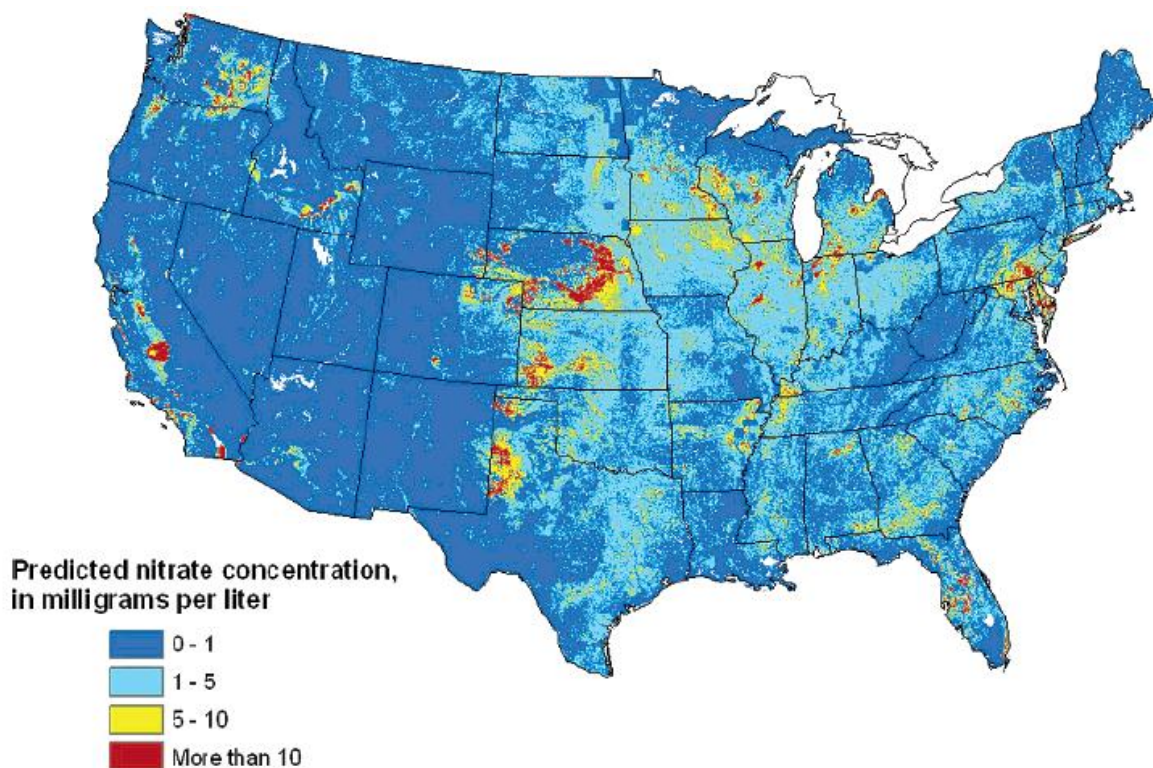 Predicted nitrate concentration,
in milligrams per liter
0 - 1
1 - 5
5 - 10
More than 10